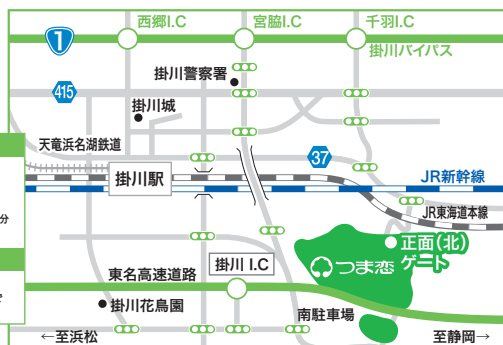 西郷I.C
宮脇I.C
千羽I.C
1
掛川バイパス
掛川警察署
415
掛川城
天竜浜名湖鉄道
37
掛川駅
JR新幹線
JR東海道本線
分
正面(北)
ゲート
つま恋
掛川 I.C
東名高速道路
掛川花鳥園
南駐車場
←至浜松
至静岡→